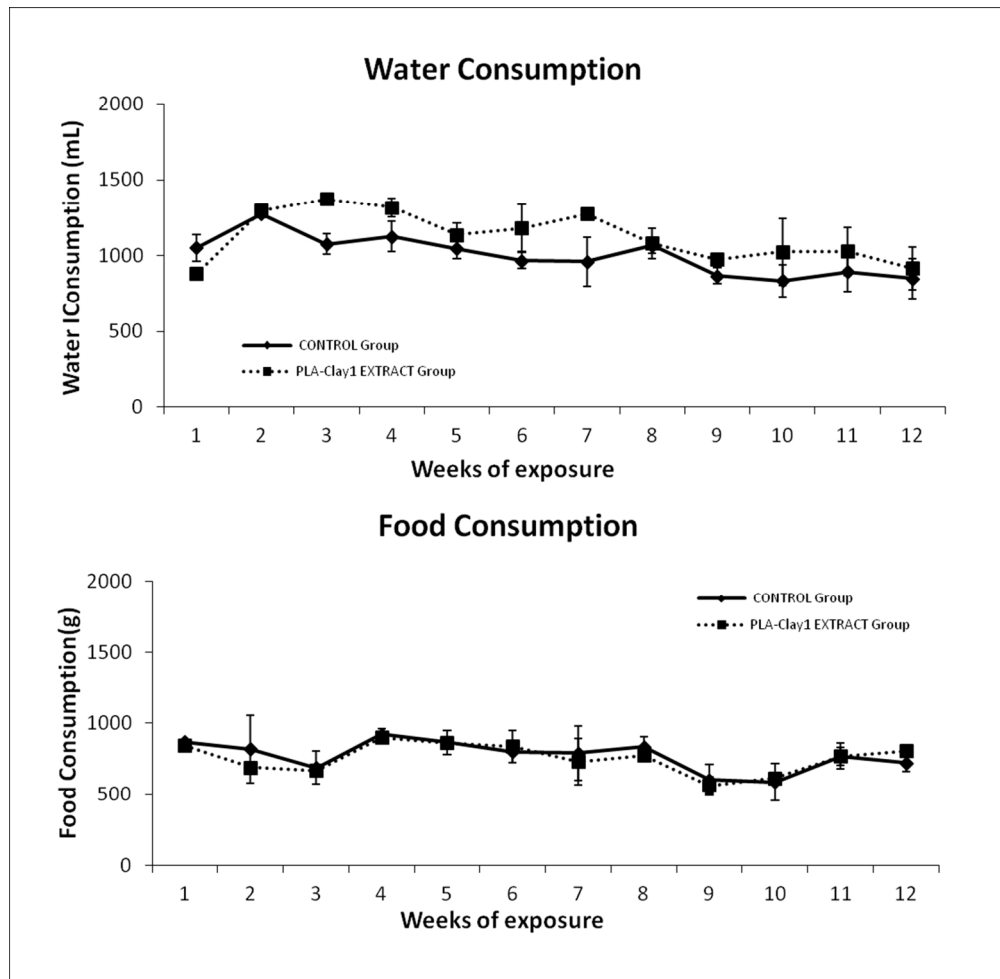 Water Consumption
Water IConsumption (mL)
2000
1500
1000
500
0
CONTROL Group
PLA-Clay1 EXTRACT Group
1 2 3 4 5 6 7 8 9 10 11 12
Weeks of exposure
Food Consumption
Food Consumption(g)
2000
1500
1000
500
0
CONTROL Group
PLA-Clay1 EXTRACT Group
1 2 3 4 5 6 7 8 9 10 11 12
Weeks of exposure